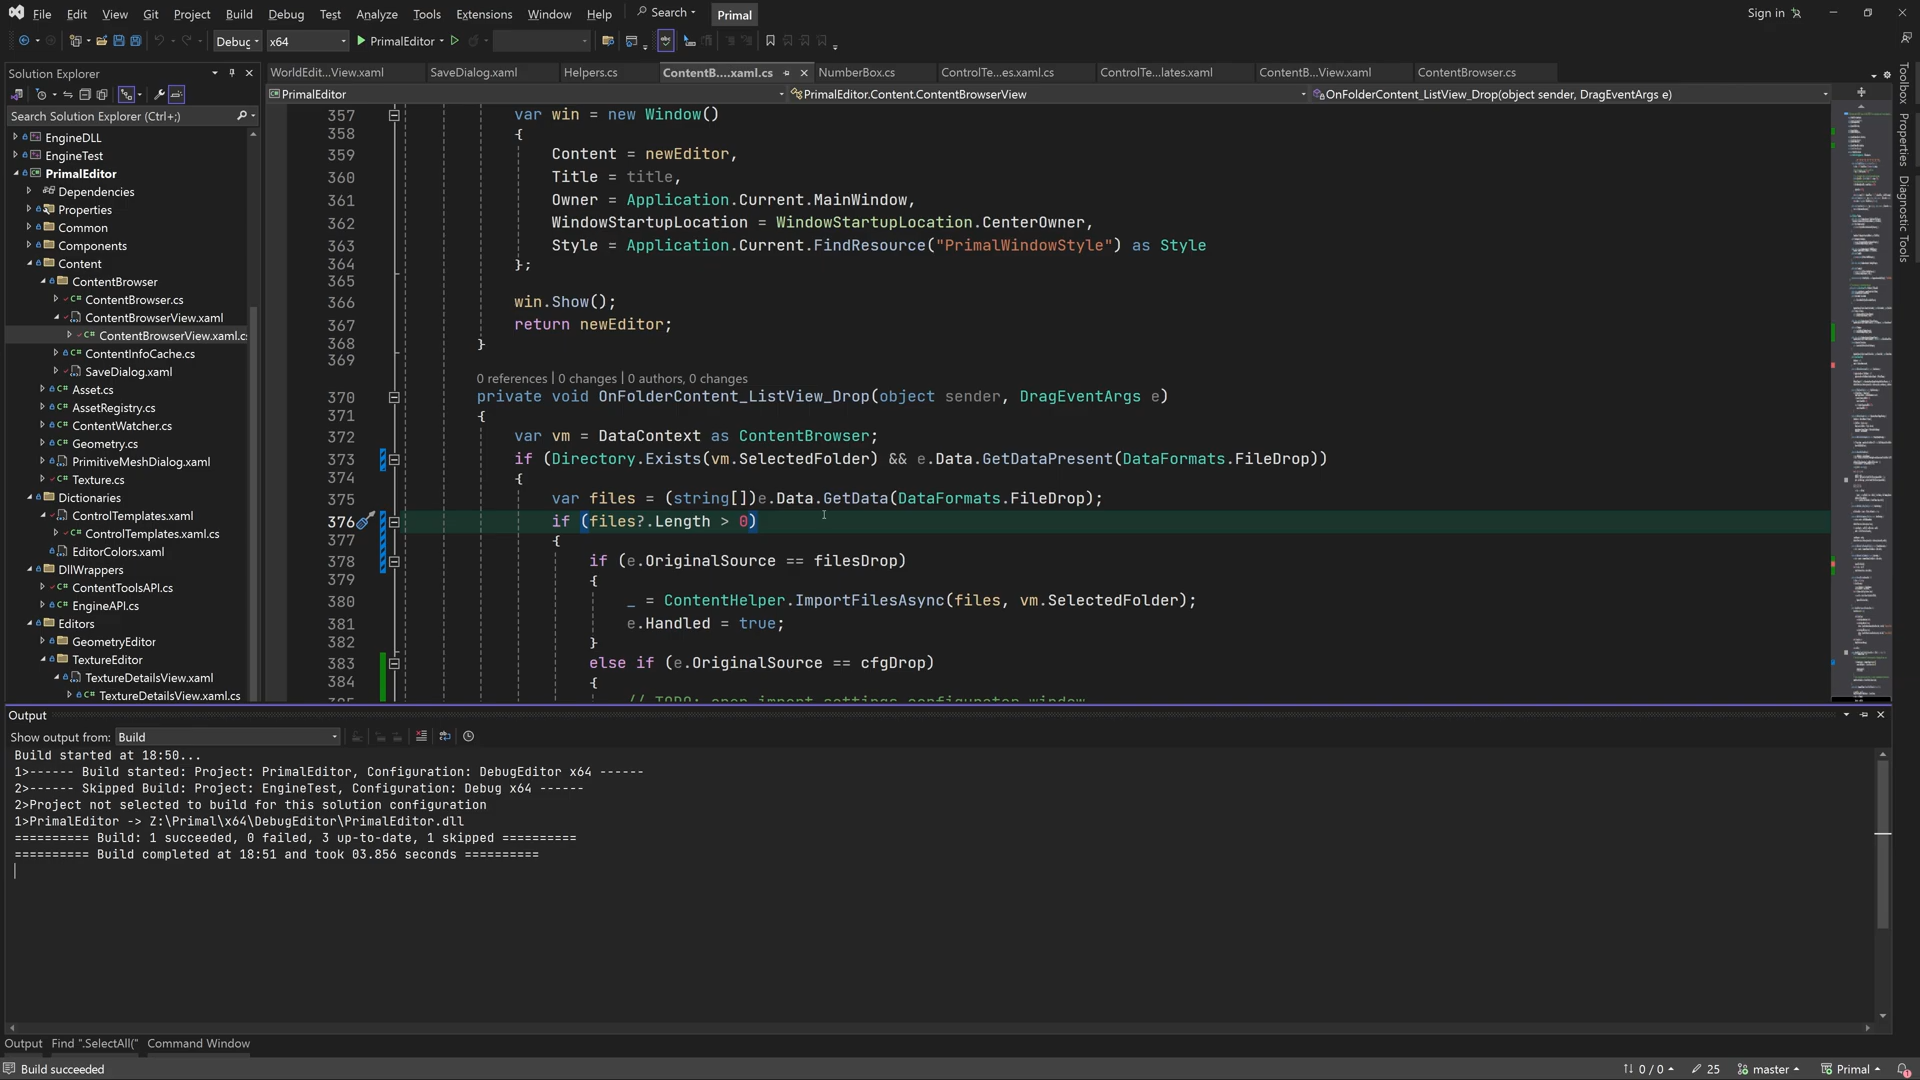 File Edit View Git Project Build Debug Test Analyze Tools Extensions Window Help Search Primal Sign in
Debug x64 PrimalEditor
Solution Explorer
WorldEdit...View.xaml SaveDialog.xaml Helpers.cs ContentB....xaml.cs NumberBox.cs ControlTe...es.xaml.cs ControlTe...lates.xaml ContentB...View.xaml ContentBrowser.cs
PrimalEditor PrimalEditor.Content.ContentBrowserView OnFolderContent_ListView_Drop(object sender, DragEventArgs e)
Search Solution Explorer (Ctrl+;)
EngineDLL
EngineTest
PrimalEditor
Dependencies
Properties
Common
Components
Content
ContentBrowser
ContentBrowser.cs
ContentBrowserView.xaml
ContentBrowserView.xaml.cs
ContentInfoCache.cs
SaveDialog.xaml
Asset.cs
AssetRegistry.cs
ContentWatcher.cs
Geometry.cs
PrimitiveMeshDialog.xaml
Texture.cs
Dictionaries
ControlTemplates.xaml
ControlTemplates.xaml.cs
EditorColors.xaml
DllWrappers
ContentToolsAPI.cs
EngineAPI.cs
Editors
GeometryEditor
TextureEditor
TextureDetailsView.xaml
TextureDetailsView.xaml.cs
357 var win = new Window()
358 {
359 Content = newEditor,
360 Title = title,
361 Owner = Application.Current.MainWindow,
362 WindowStartupLocation = WindowStartupLocation.CenterOwner,
363 Style = Application.Current.FindResource("PrimalWindowStyle") as Style
364 };
365
366 win.Show();
367 return newEditor;
368 }
369
0 references | 0 changes | 0 authors, 0 changes
370 private void OnFolderContent_ListView_Drop(object sender, DragEventArgs e)
371 {
372 var vm = DataContext as ContentBrowser;
373 if (Directory.Exists(vm.SelectedFolder) && e.Data.GetDataPresent(DataFormats.FileDrop))
374 {
375 var files = (string[])e.Data.GetData(DataFormats.FileDrop);
376 if (files?.Length > 0)
377 {
378 if (e.OriginalSource == filesDrop)
379 {
380 _ = ContentHelper.ImportFilesAsync(files, vm.SelectedFolder);
381 e.Handled = true;
382 }
383 else if (e.OriginalSource == cfgDrop)
384 {
385 // TODO: open import settings configurator window
Toolbox
Properties
Diagnostic Tools
Output
Show output from: Build
Build started at 18:50...
1>------ Build started: Project: PrimalEditor, Configuration: DebugEditor x64 ------
2>------ Skipped Build: Project: EngineTest, Configuration: Debug x64 ------
2>Project not selected to build for this solution configuration
1>PrimalEditor -> Z:\Primal\x64\DebugEditor\PrimalEditor.dll
========== Build: 1 succeeded, 0 failed, 3 up-to-date, 1 skipped ==========
========== Build completed at 18:51 and took 03.856 seconds ==========
Output Find ".SelectAll(" Command Window
Build succeeded 0 / 0 25 master Primal